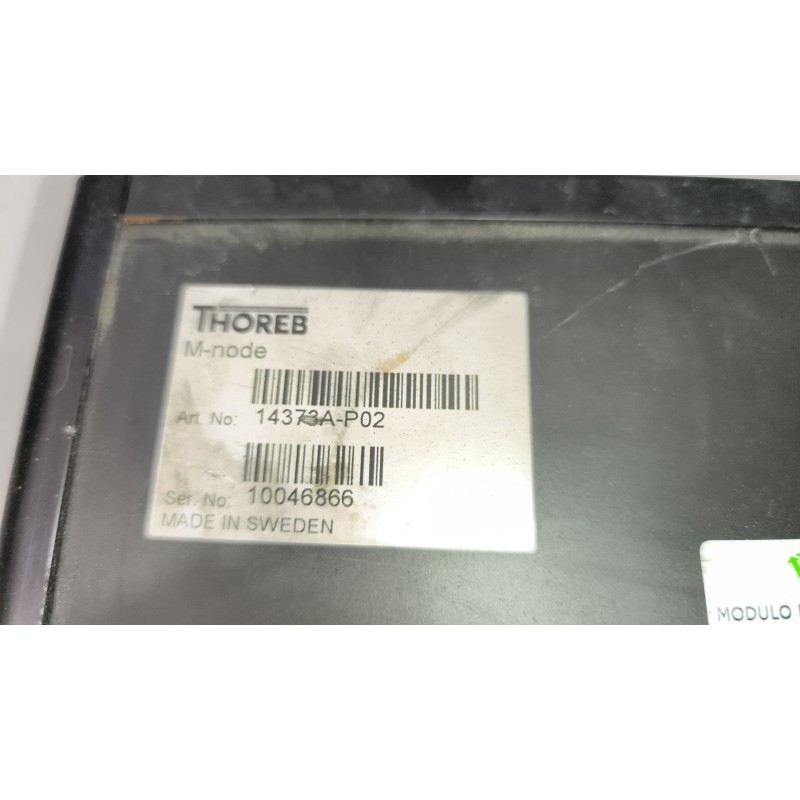 THOREB
M-node
Art. No: 14373A-P02
Ser. No: 10046866
MADE IN SWEDEN
MODULO